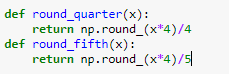 def round_quarter(x):
    return np.round_(x*4)/4
def round_fifth(x):
    return np.round_(x*4)/5